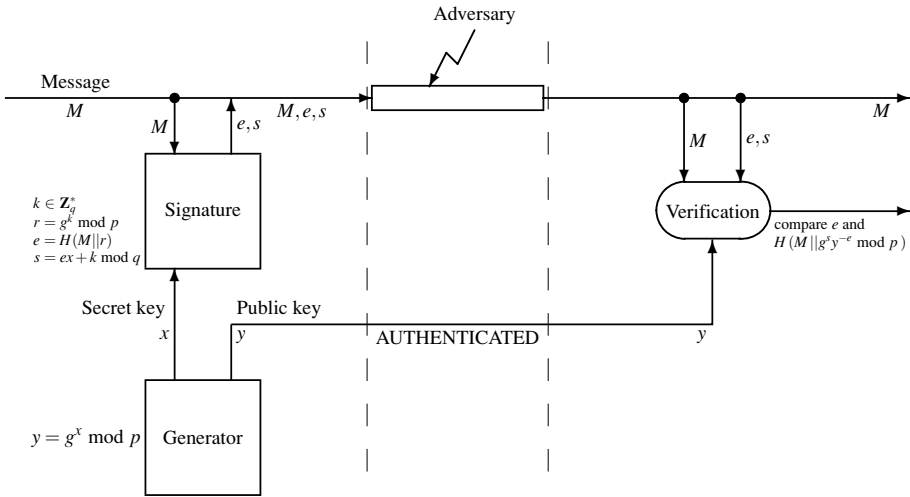 Adversary
Message
M
M,e,s
M
M
e,s
M
e,s
k ∈ Z*q
r = g^k mod p
e = H(M||r)
s = ex + k mod q
Signature
Verification
compare e and
H(M||g^s y^−e mod p)
Secret key
Public key
x
y
AUTHENTICATED
y
y = g^x mod p
Generator